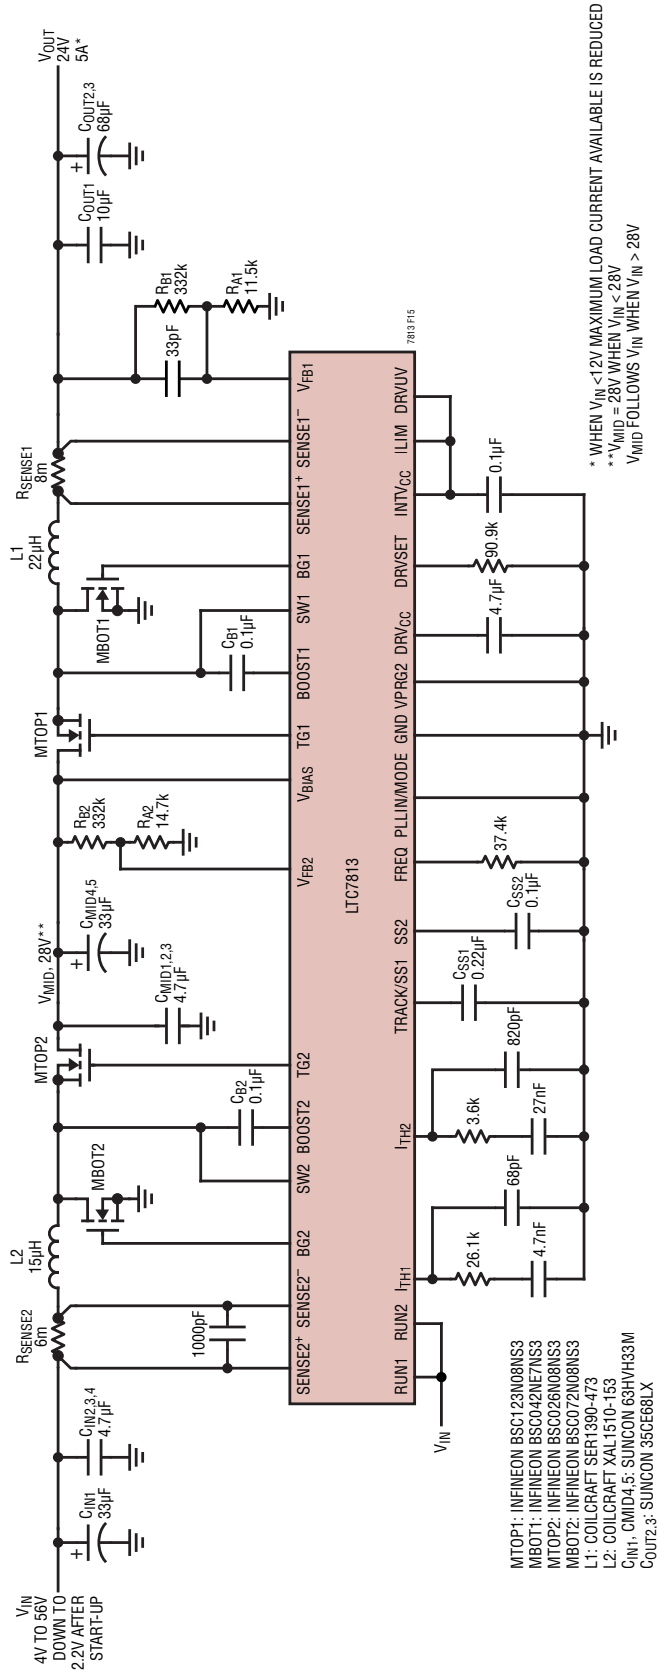 VIN
4V TO 56V
DOWN TO
2.2V AFTER
START-UP
CIN1
33µF
+
CIN2,3,4
4.7µF
RSENSE2
6m
L2
15µH
MBOT2
MTOP2
VMID, 28V**
CMID4,5
33µF
+
CMID1,2,3
4.7µF
RB2
332k
RA2
14.7k
MTOP1
MBOT1
L1
22µH
RSENSE1
8m
33pF
RB1
332k
RA1
11.5k
COUT1
10µF
COUT2,3
68µF
+
VOUT
24V
5A*
1000pF
CB2
0.1µF
CB1
0.1µF
SENSE2+
SENSE2−
BG2
SW2
BOOST2
TG2
VFB2
VBIAS
TG1
BOOST1
SW1
BG1
SENSE1+
SENSE1−
VFB1
LTC7813
7813 F15
RUN1
RUN2
ITH1
ITH2
TRACK/SS1
SS2
FREQ
PLLIN/MODE
GND
VPRG2
DRVCC
DRVSET
INTVCC
ILIM
DRVUV
VIN
26.1k
4.7nF
68pF
3.6k
27nF
820pF
CSS1
0.22µF
CSS2
0.1µF
37.4k
4.7µF
90.9k
0.1µF
MTOP1: INFINEON BSC123N08NS3
MBOT1: INFINEON BSC042NE7NS3
MTOP2: INFINEON BSC026N08NS3
MBOT2: INFINEON BSC072N08NS3
L1: COILCRAFT SER1390-473
L2: COILCRAFT XAL1510-153
CIN1, CMID4,5: SUNCON 63HVH33M
COUT2,3: SUNCON 35CE68LX
* WHEN VIN <12V MAXIMUM LOAD CURRENT AVAILABLE IS REDUCED
**VMID = 28V WHEN VIN < 28V
VMID FOLLOWS VIN WHEN VIN > 28V